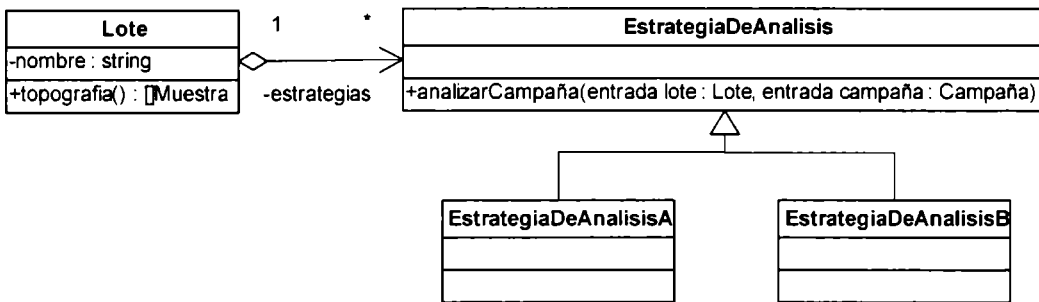 Lote
-nombre : string
+topografia() : []Muestra
1
*
-estrategias
EstrategiaDeAnalisis
+analizarCampaña(entrada lote : Lote, entrada campaña : Campaña)
EstrategiaDeAnalisisA
EstrategiaDeAnalisisB